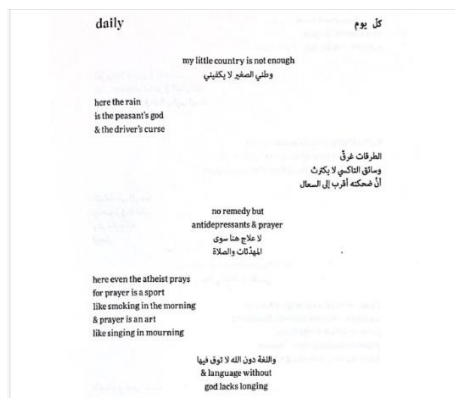 daily
كلّ يوم
my little country is not enough
وطني الصغير لا يكفيني
here the rain
is the peasant's god
& the driver's curse
الطرقات غرقٌ
وسائق التاكسي لا يكترث
أنّ ضحكته أقرب إلى السعال
no remedy but
antidepressants & prayer
لا علاج هنا سوى
المهدّئات والصلاة
here even the atheist prays
for prayer is a sport
like smoking in the morning
& prayer is an art
like singing in mourning
واللغة دون الله لا توق فيها
& language without
god lacks longing